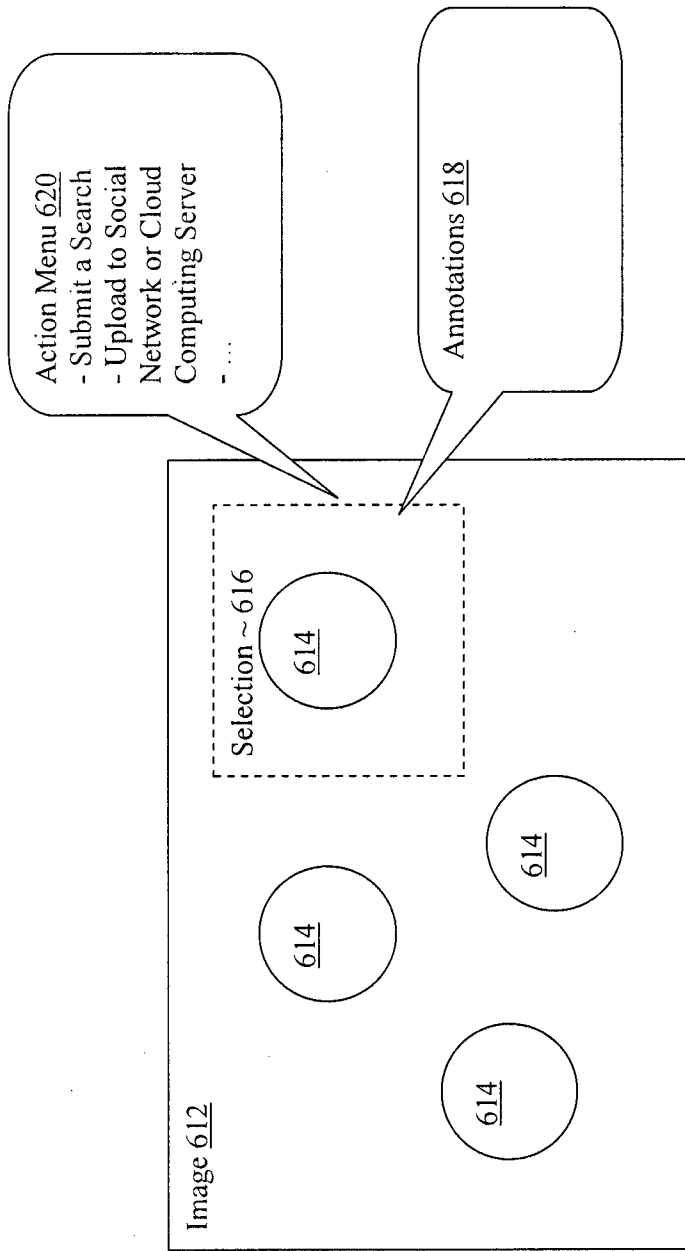 Image 612
614
614
614
Selection ~ 616
614
Action Menu 620
- Submit a Search
- Upload to Social
Network or Cloud
Computing Server
- ...
Annotations 618